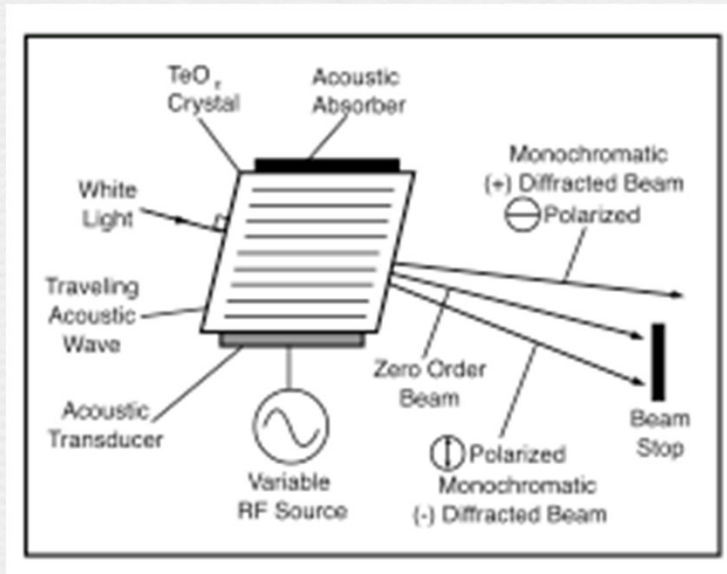 TeO
Crystal
Acoustic
Absorber
White
Light
Monochromatic
(+) Diffracted Beam
Polarized
Traveling
Acoustic
Wave
Zero Order
Beam
Beam
Stop
Acoustic
Transducer
Variable
RF Source
Polarized
Monochromatic
(-) Diffracted Beam